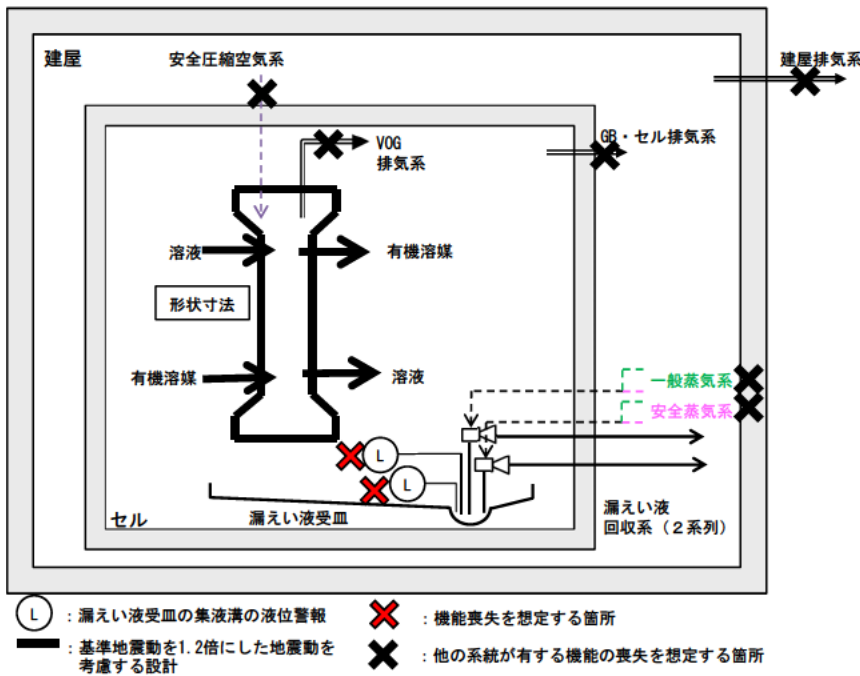 建屋
安全圧縮空気系
建屋排気系
VOG
排気系
GB・セル排気系
溶液
有機溶媒
形状寸法
有機溶媒
溶液
一般蒸気系
安全蒸気系
L
L
セル
漏えい液受皿
漏えい液
回収系(2系列)
L
:漏えい液受皿の集液溝の液位警報
:機能喪失を想定する箇所
:基準地震動を1.2倍にした地震動を
考慮する設計
:他の系統が有する機能の喪失を想定する箇所